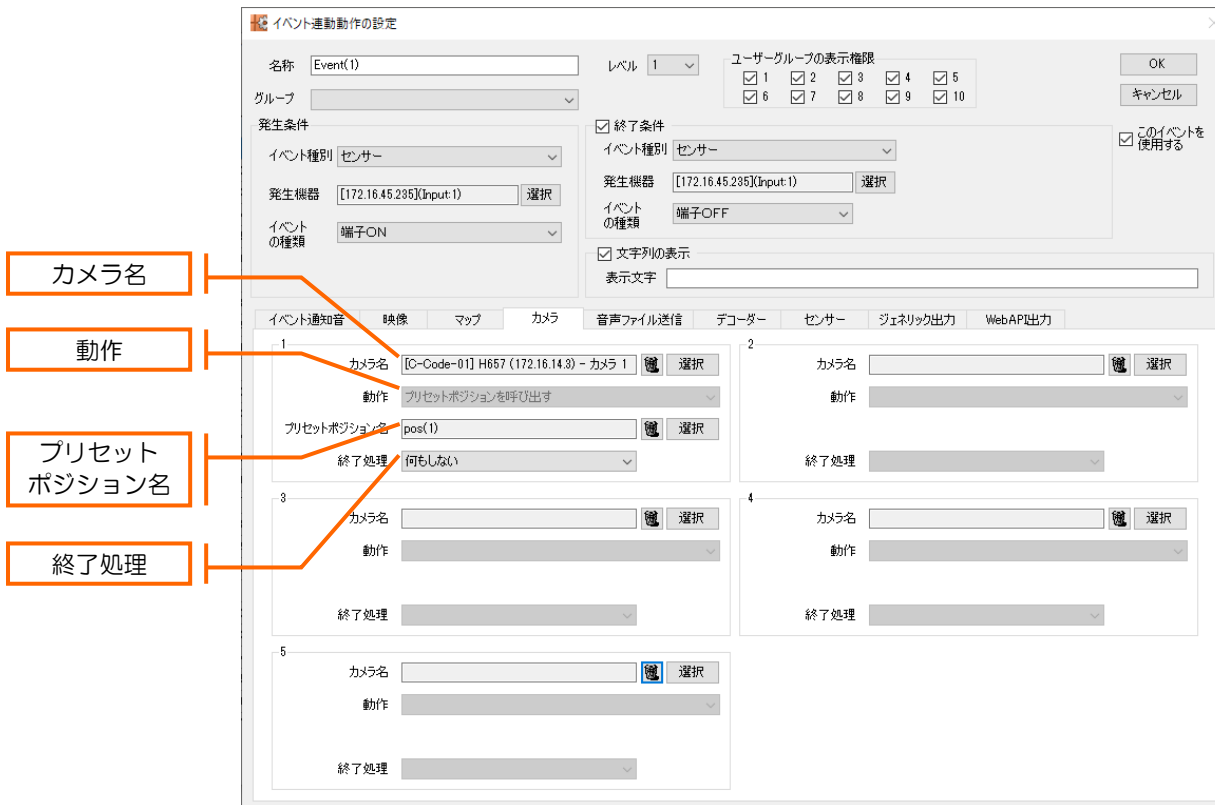 イベント連動動作の設定
名称 Event(1)
レベル 1
ユーザーグループの表示権限
1 2 3 4 5
6 7 8 9 10
OK
キャンセル
グループ
発生条件
イベント種別 センサー
発生機器 [172.16.45.235](Input:1) 選択
イベント
の種類
端子ON
終了条件
イベント種別 センサー
発生機器 [172.16.45.235](Input:1) 選択
イベント
の種類
端子OFF
このイベントを
使用する
文字列の表示
表示文字
カメラ名
動作
プリセット
ポジション名
終了処理
イベント通知音 映像 マップ カメラ 音声ファイル送信 デコーダー センサー ジェネリック出力 WebAPI出力
1
カメラ名 [C-Code-01] H657 (172.16.14.3) - カメラ 1 選択
動作 プリセットポジションを呼び出す
プリセットポジション名 pos(1) 選択
終了処理 何もしない
2
カメラ名 選択
動作
終了処理
3
カメラ名 選択
動作
終了処理
4
カメラ名 選択
動作
終了処理
5
カメラ名 選択
動作
終了処理